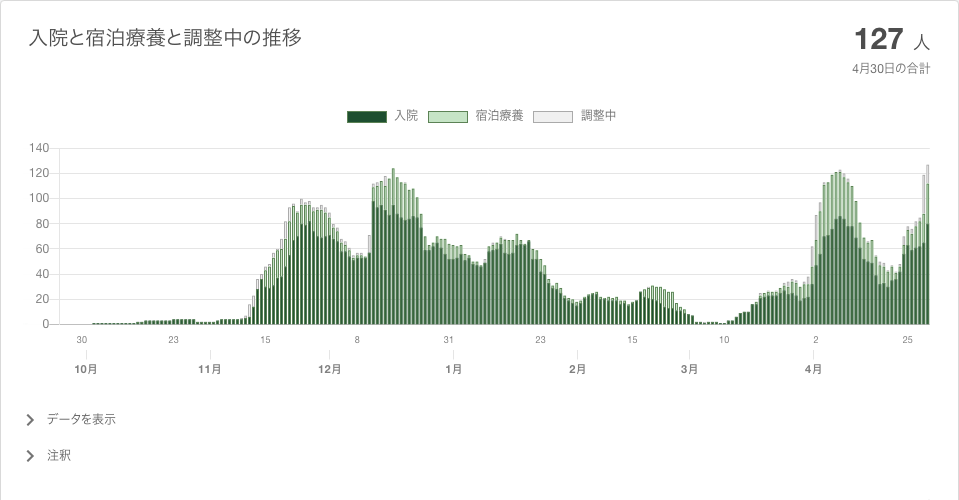 入院と宿泊療養と調整中の推移
127 人
4月30日の合計
入院 宿泊療養 調整中
140
120
100
80
60
40
20
0
30 23 15 8 31 23 15 10 2 25
10月 11月 12月 1月 2月 3月 4月
データを表示
注釈